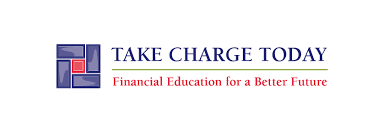 TAKE CHARGE TODAY
Financial Education for a Better Future